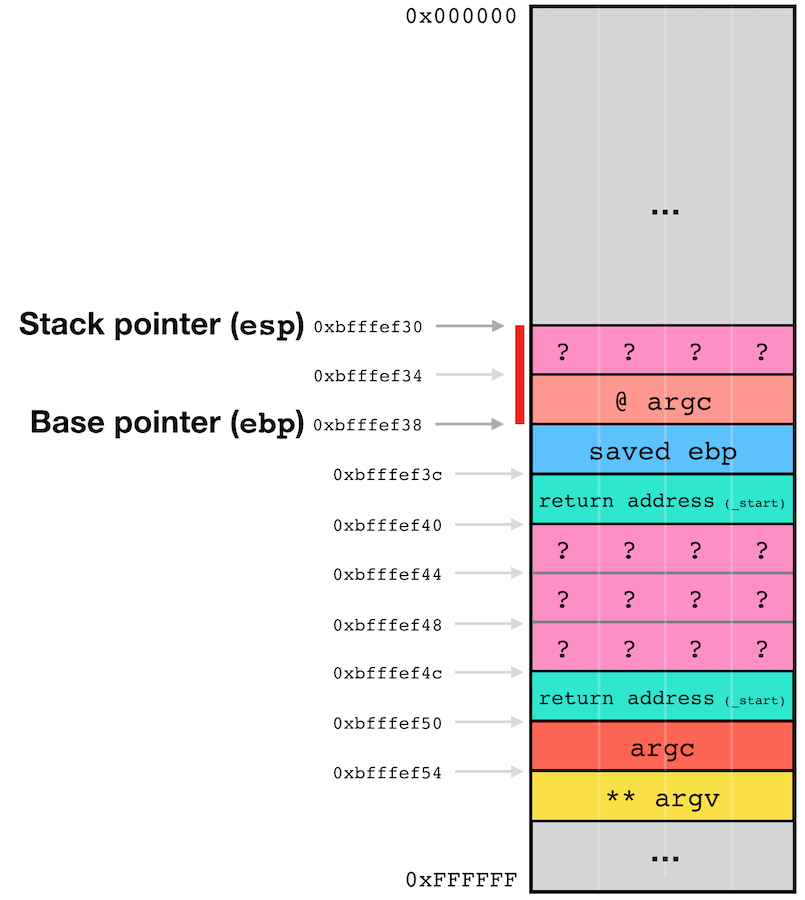 0x000000
...
Stack pointer (esp) 0xbfffef30
? ? ? ?
0xbfffef34
@ argc
Base pointer (ebp) 0xbfffef38
saved ebp
0xbfffef3c
return address (_start)
0xbfffef40
? ? ? ?
0xbfffef44
? ? ? ?
0xbfffef48
? ? ? ?
0xbfffef4c
return address (_start)
0xbfffef50
argc
0xbfffef54
** argv
...
0xFFFFFF